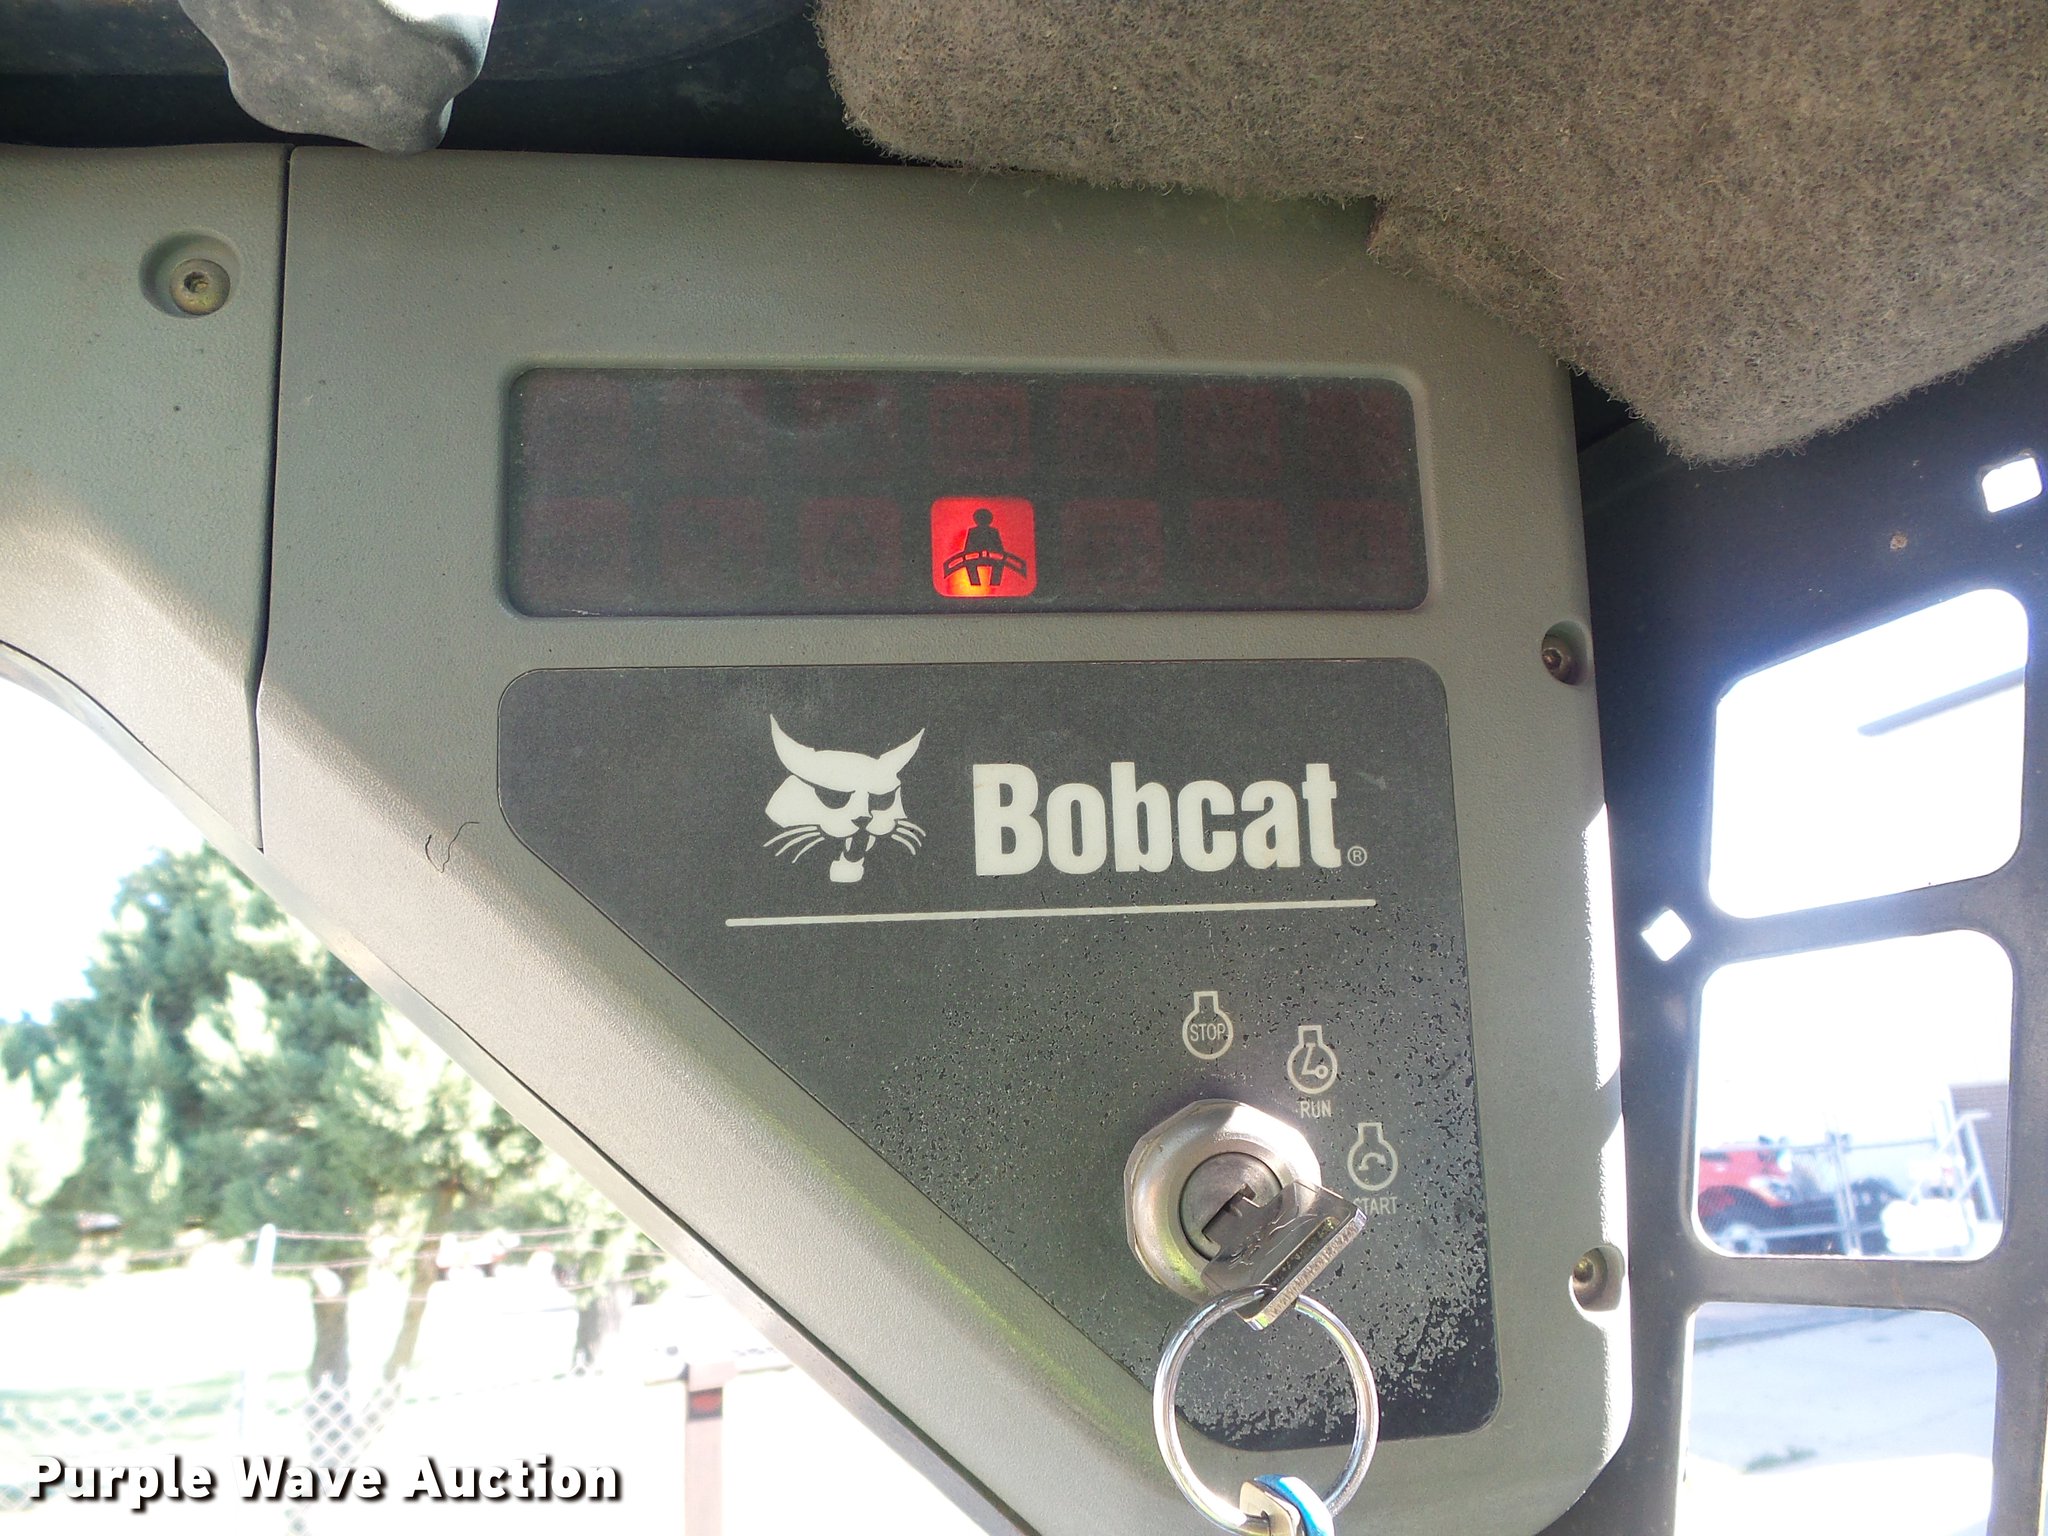 Bobcat®
STOP
RUN
START
Purple Wave Auction